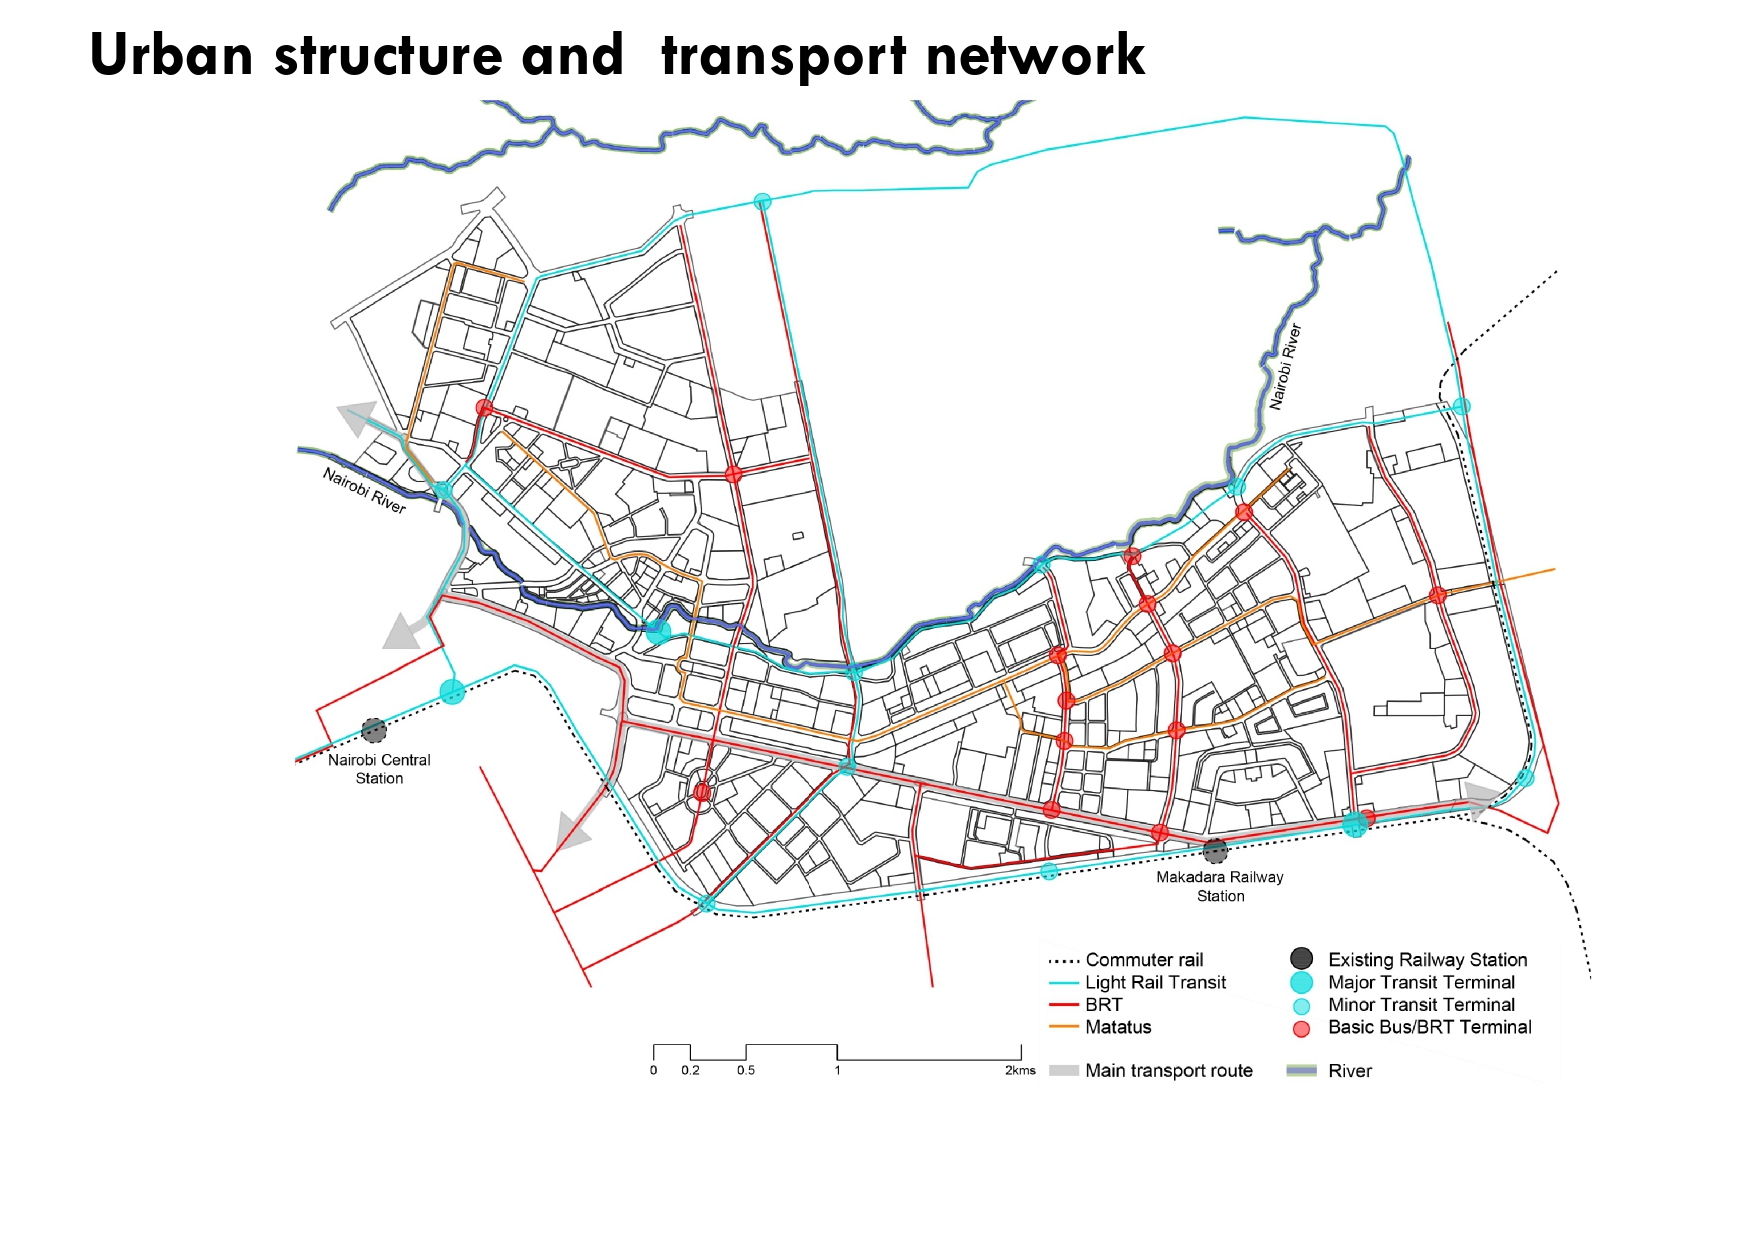 Urban structure and  transport network
Nairobi River
Nairobi River
Nairobi Central
Station
Makadara Railway
Station
Commuter rail
Light Rail Transit
BRT
Matatus
Main transport route
Existing Railway Station
Major Transit Terminal
Minor Transit Terminal
Basic Bus/BRT Terminal
River
0 0.2 0.5 1 2kms